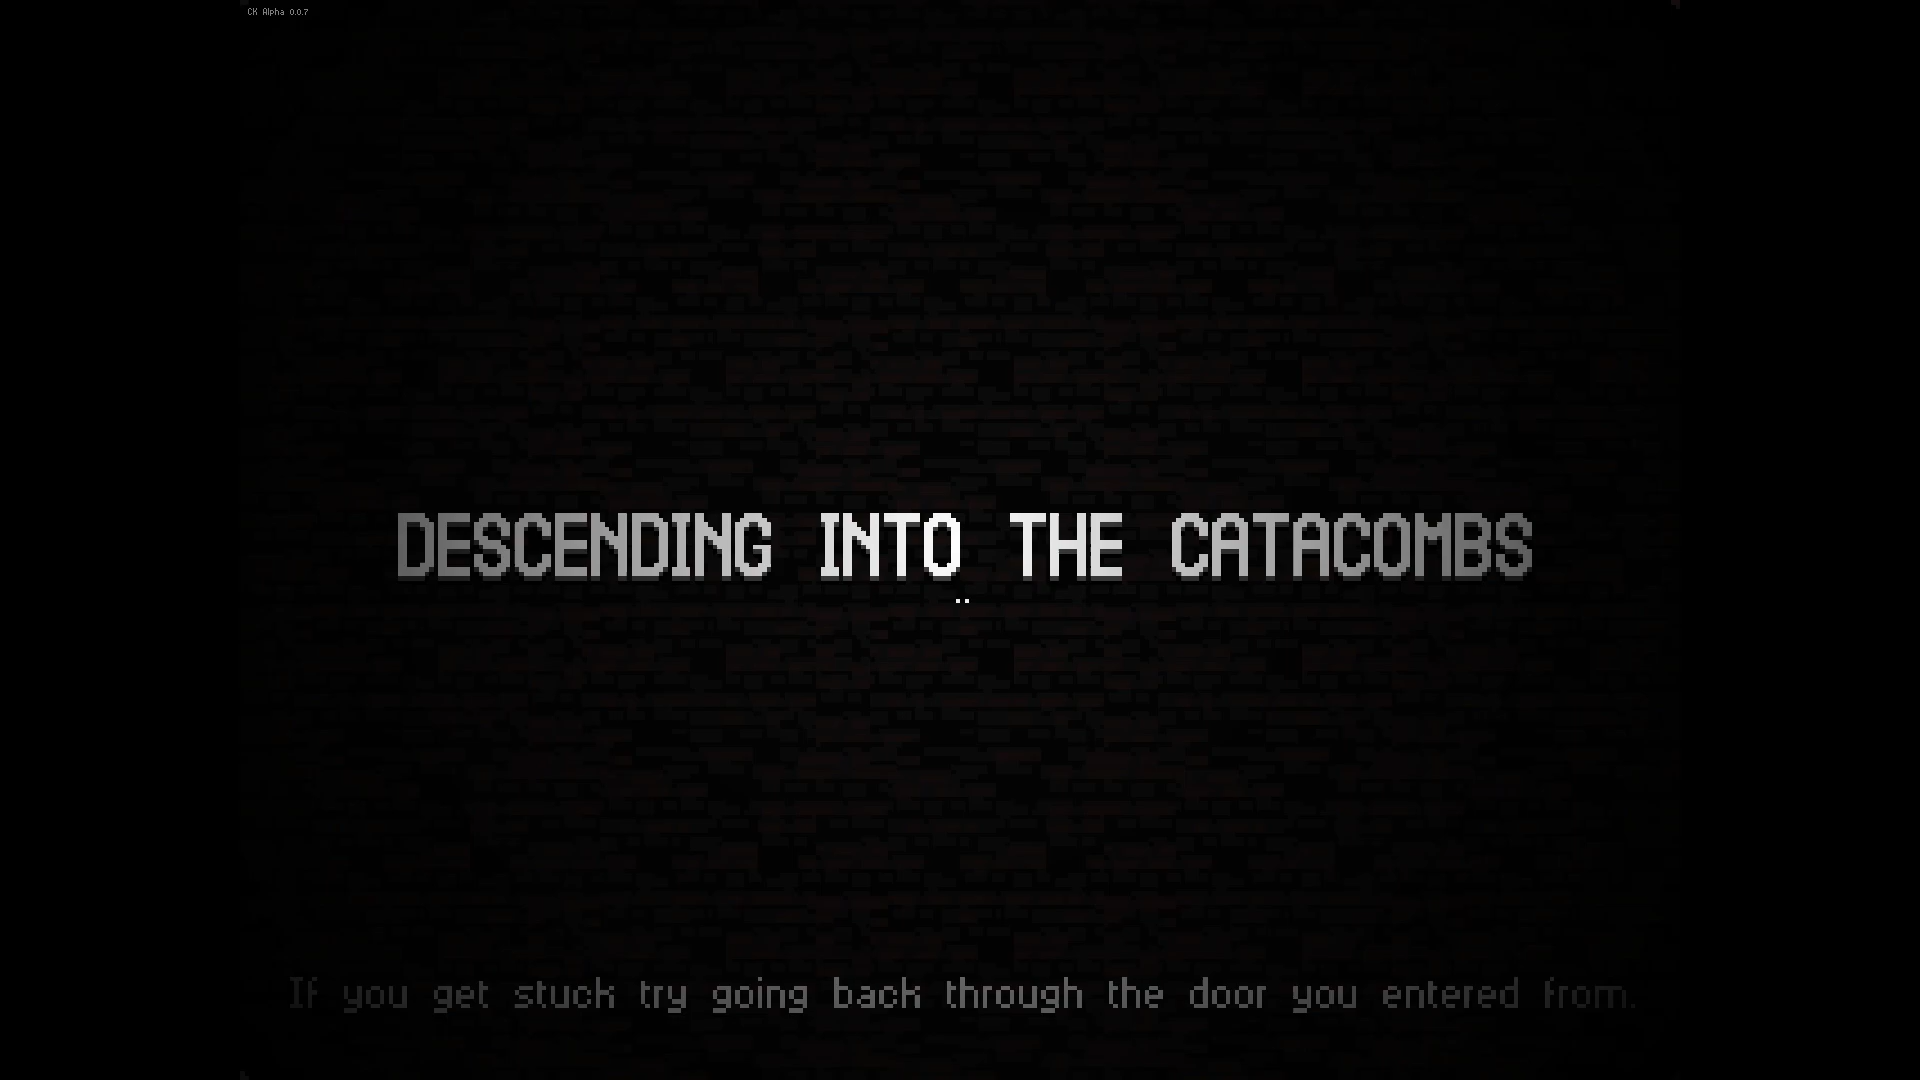 CK Alpha 0.0.7
DESCENDING INTO THE CATACOMBS
..
If you get stuck try going back through the door you entered from.